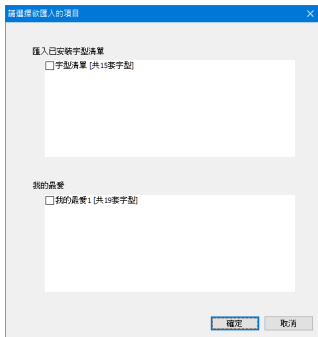 請選擇欲匯入的項目
匯入已安裝字型清單
字型清單 [共15套字型]
我的最愛
我的最愛1 [共19套字型]
確定
取消